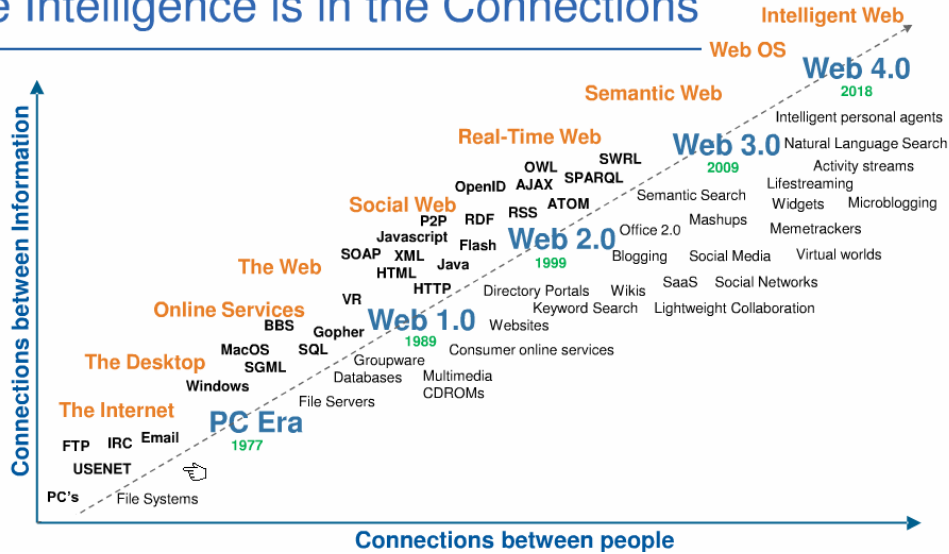 e Intelligence is in the Connections
Intelligent Web
Web OS
Web 4.0
2018
Semantic Web
Intelligent personal agents
Web 3.0
Natural Language Search
2009
Real-Time Web
Activity streams
SWRL
OWL
SPARQL
Lifestreaming
OpenID
AJAX
Semantic Search
Widgets
Microblogging
Social Web
ATOM
RSS
P2P
RDF
Mashups
Memetrackers
Office 2.0
Javascript
Flash
Web 2.0
1999
SOAP
XML
Java
Blogging
Social Media
Virtual worlds
The Web
HTML
HTTP
Directory Portals
Wikis
SaaS
Social Networks
VR
Keyword Search
Lightweight Collaboration
Online Services
BBS
Gopher
Web 1.0
1989
Websites
MacOS
SQL
Consumer online services
The Desktop
SGML
Groupware
Windows
Databases
Multimedia
CDROMs
File Servers
The Internet
PC Era
1977
FTP
IRC
Email
USENET
PC's
File Systems
Connections between Information
Connections between people